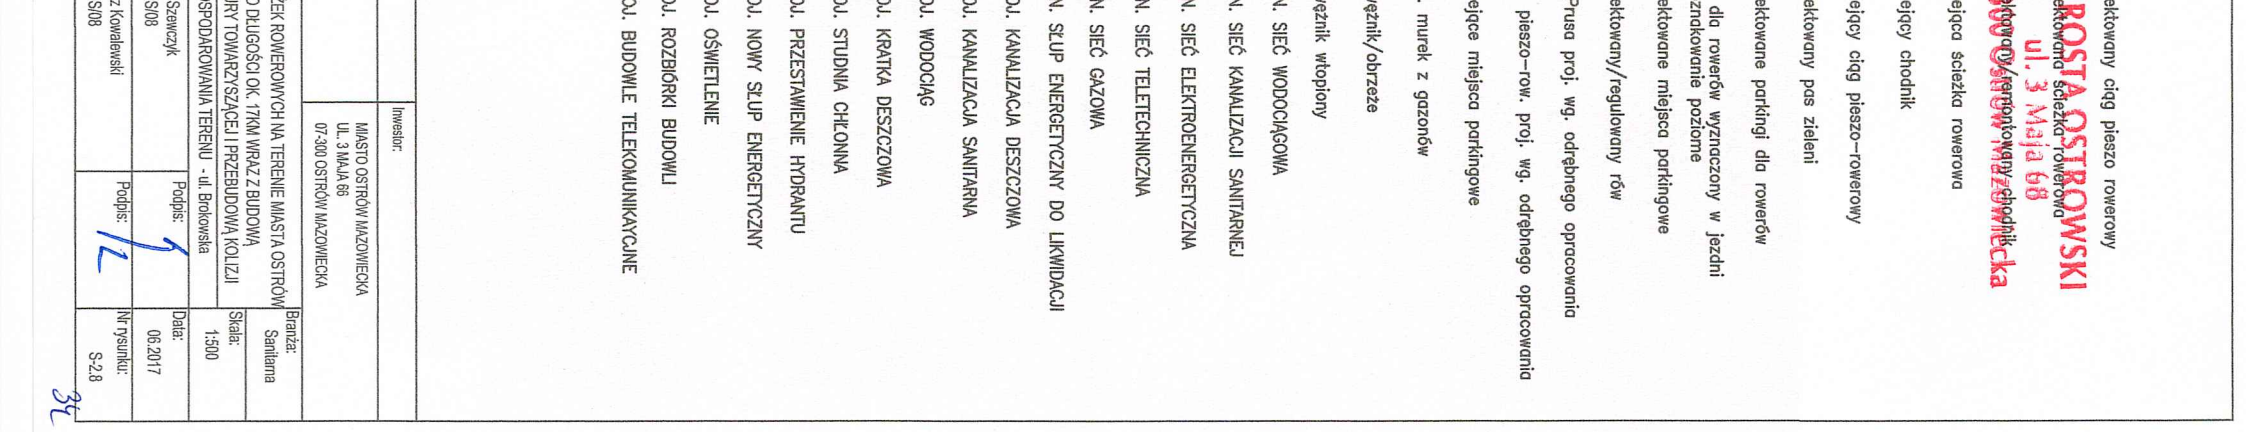 ektowany ciąg pieszo rowerowy
ROSTA OSTROWSKI
ektowana ścieżka rowerowa
ul. 3 Maja 68
ektowany/remontowany chodnik
300 Ostrów Mazowiecka
ejąca ścieżka rowerowa
ejący chodnik
ejący ciąg pieszo-rowerowy
ektowany pas zieleni
ektowane parkingi dla rowerów
dla rowerów wyznaczony w jezdni
znakowanie poziome
ektowane miejsca parkingowe
ektowany/regulowany rów
Prusa proj. wg. odrębnego opracowania
pieszo-row. proj. wg. odrębnego opracowania
ejące miejsca parkingowe
. murek z gazonów
ężnik/obrzeże
ężnik wtopiony
N. SIEĆ WODOCIĄGOWA
N. SIEĆ KANALIZACJI SANITARNEJ
N. SIEĆ ELEKTROENERGETYCZNA
N. SIEĆ TELETECHNICZNA
N. SIEĆ GAZOWA
N. SŁUP ENERGETYCZNY DO LIKWIDACJI
OJ. KANALIZACJA DESZCZOWA
OJ. KANALIZACJA SANITARNA
OJ. WODOCIĄG
OJ. KRATKA DESZCZOWA
OJ. STUDNIA CHŁONNA
OJ. PRZESTAWIENIE HYDRANTU
OJ. NOWY SŁUP ENERGETYCZNY
OJ. OŚWIETLENIE
OJ. ROZBIÓRKI BUDOWLI
OJ. BUDOWLE TELEKOMUNIKAYCJNE
Inwestor:
MIASTO OSTRÓW MAZOWIECKA
UL. 3 MAJA 66
07-300 OSTRÓW MAZOWIECKA
ŻEK ROWEROWYCH NA TERENIE MIASTA OSTRÓW
O DŁUGOŚCI OK. 17KM WRAZ Z BUDOWĄ
URY TOWARZYSZĄCEJ I PRZEBUDOWĄ KOLIZJI
Branża:
Sanitarna
OSPODAROWANIA TERENU - ul. Brokowska
Skala:
1:500
Szewczyk
S/08
Podpis:
Data:
06.2017
z Kowalewski
S/08
Podpis:
Nr rysunku:
S-2.8
34